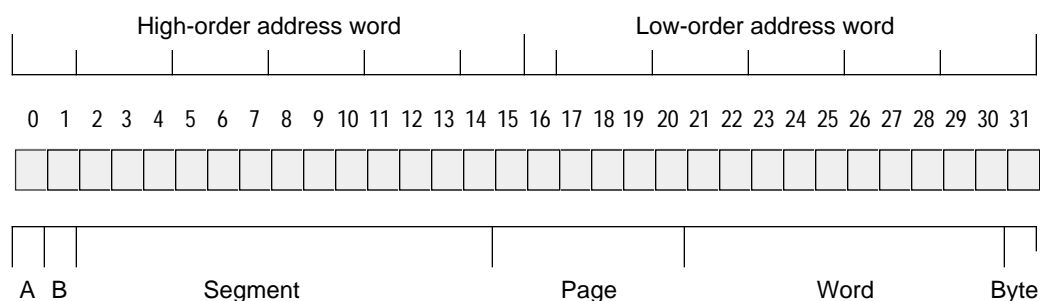 High-order address word Low-order address word
0 1 2 3 4 5 6 7 8 9 10 11 12 13 14 15 16 17 18 19 20 21 22 23 24 25 26 27 28 29 30 31
A B Segment Page Word Byte